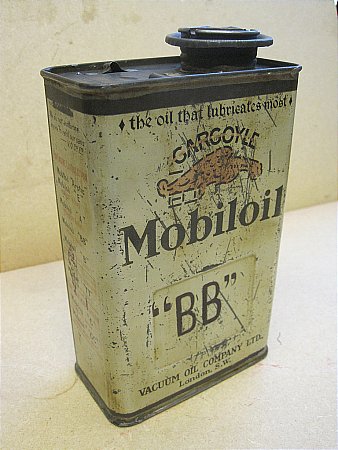 ♦ the oil that lubricates most ♦
GARGOYLE
Mobiloil
"BB"
VACUUM OIL COMPANY LTD.
London, S.W.